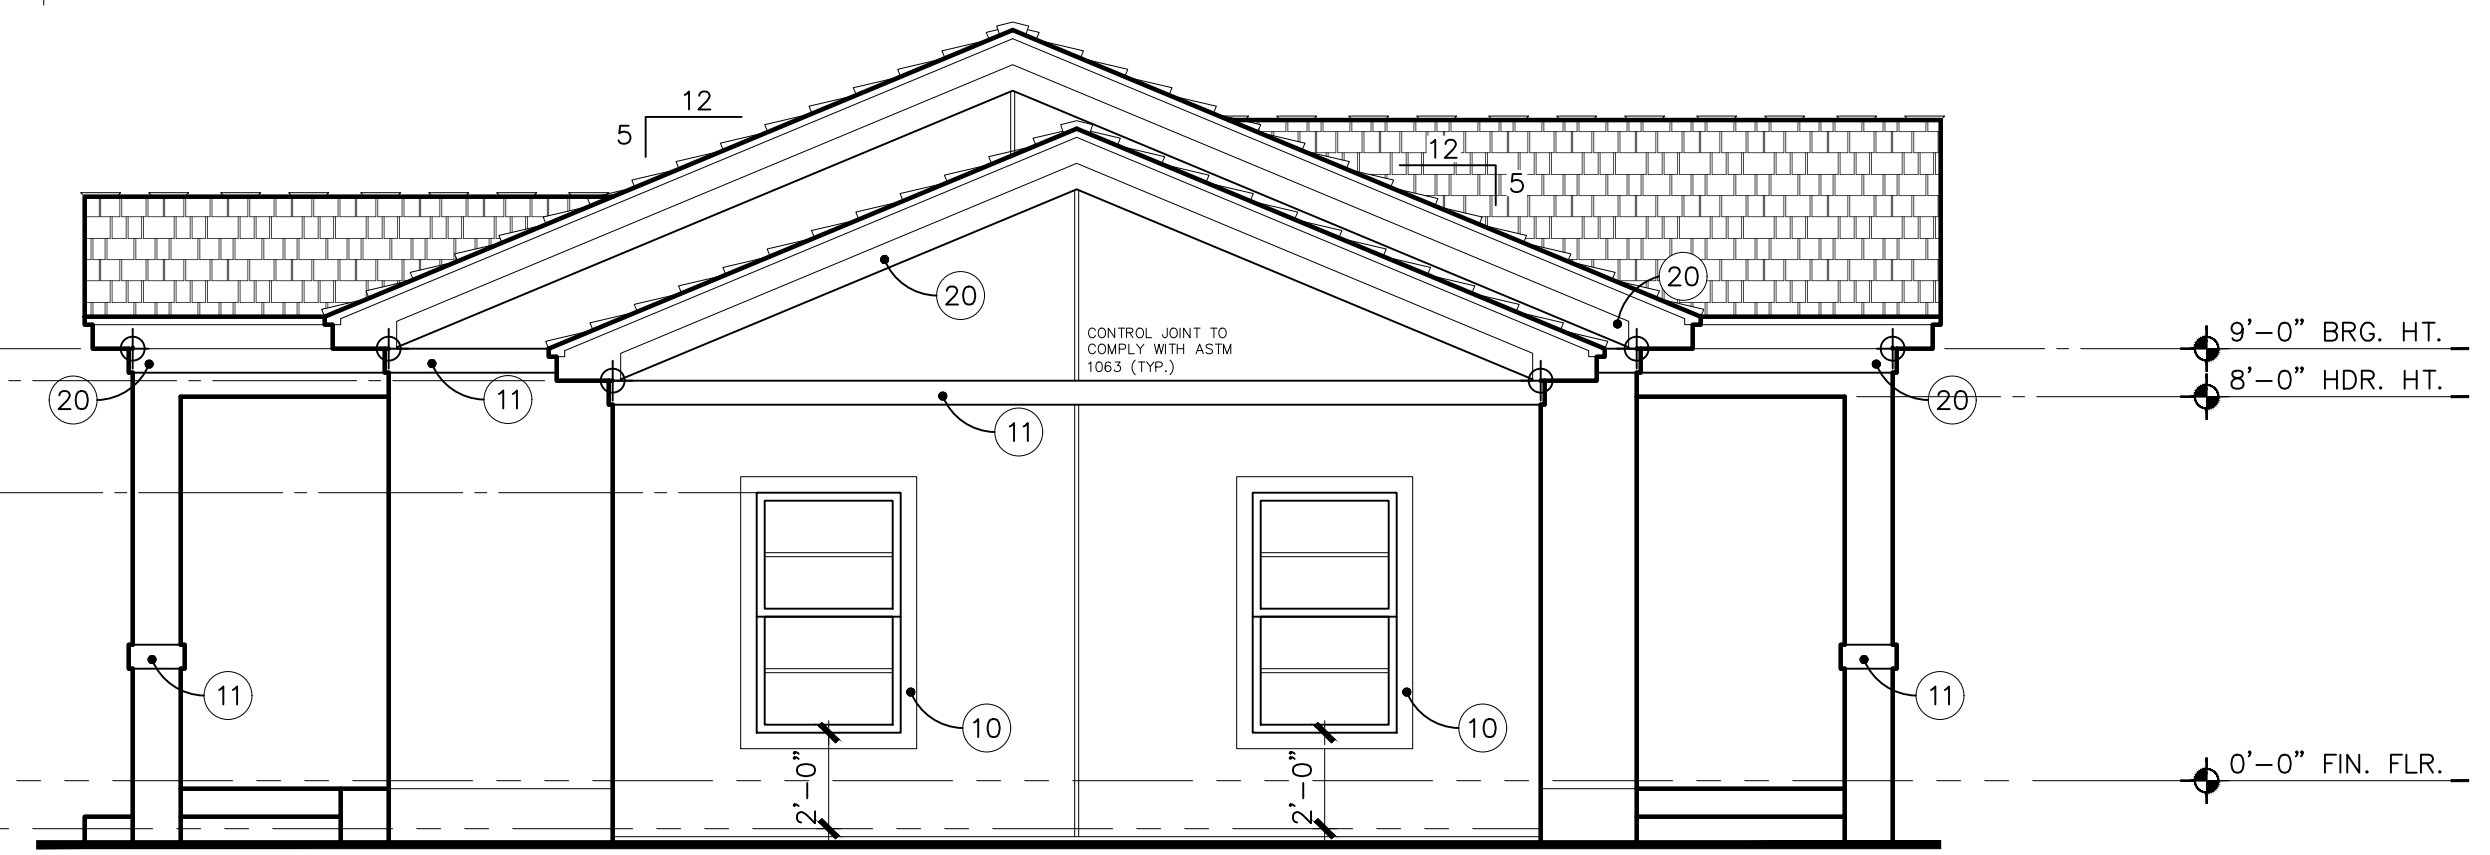 12
5
12
5
20
20
CONTROL JOINT TO
COMPLY WITH ASTM
1063 (TYP.)
9'-0" BRG. HT.
8'-0" HDR. HT.
20
11
20
11
11
11
10
10
2'-0"
2'-0"
0'-0" FIN. FLR.